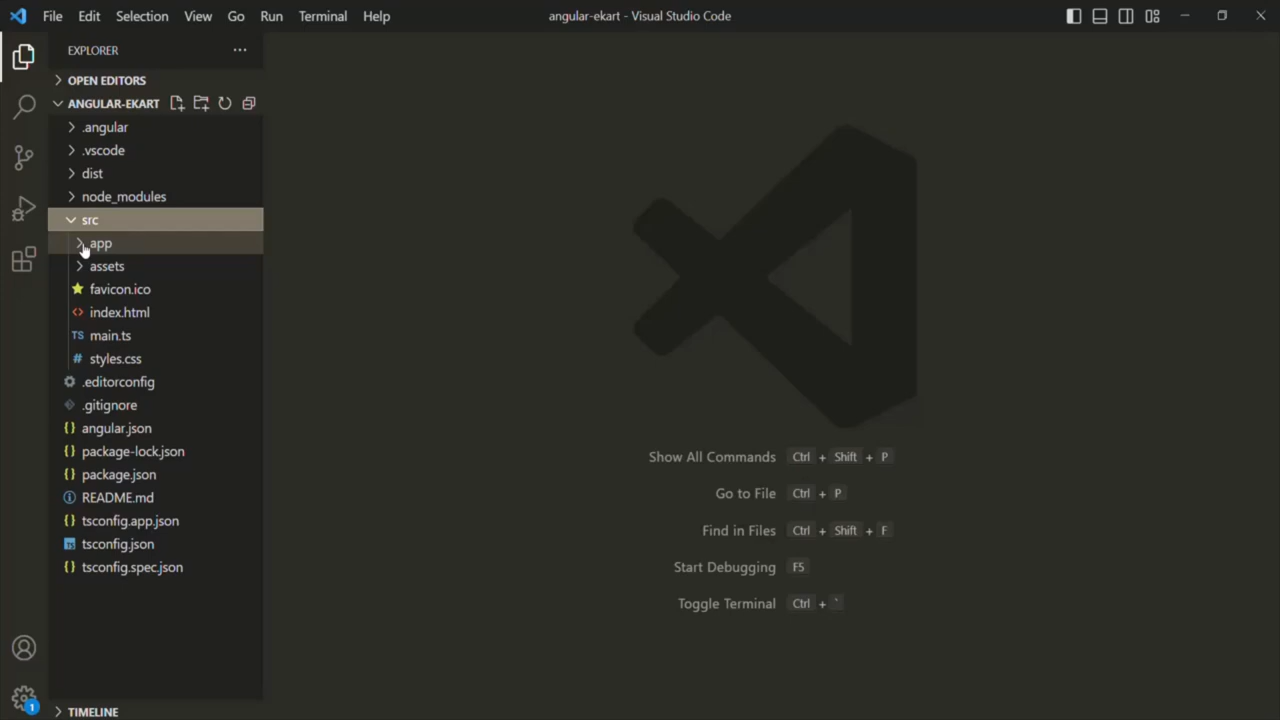 File Edit Selection View Go Run Terminal Help angular-ekart - Visual Studio Code
EXPLORER
OPEN EDITORS
ANGULAR-EKART
.angular
.vscode
dist
node_modules
src
app
assets
favicon.ico
index.html
TS main.ts
# styles.css
.editorconfig
.gitignore
{} angular.json
{} package-lock.json
{} package.json
README.md
{} tsconfig.app.json
TS tsconfig.json
{} tsconfig.spec.json
TIMELINE
1
Show All Commands Ctrl + Shift + P
Go to File Ctrl + P
Find in Files Ctrl + Shift + F
Start Debugging F5
Toggle Terminal Ctrl + `